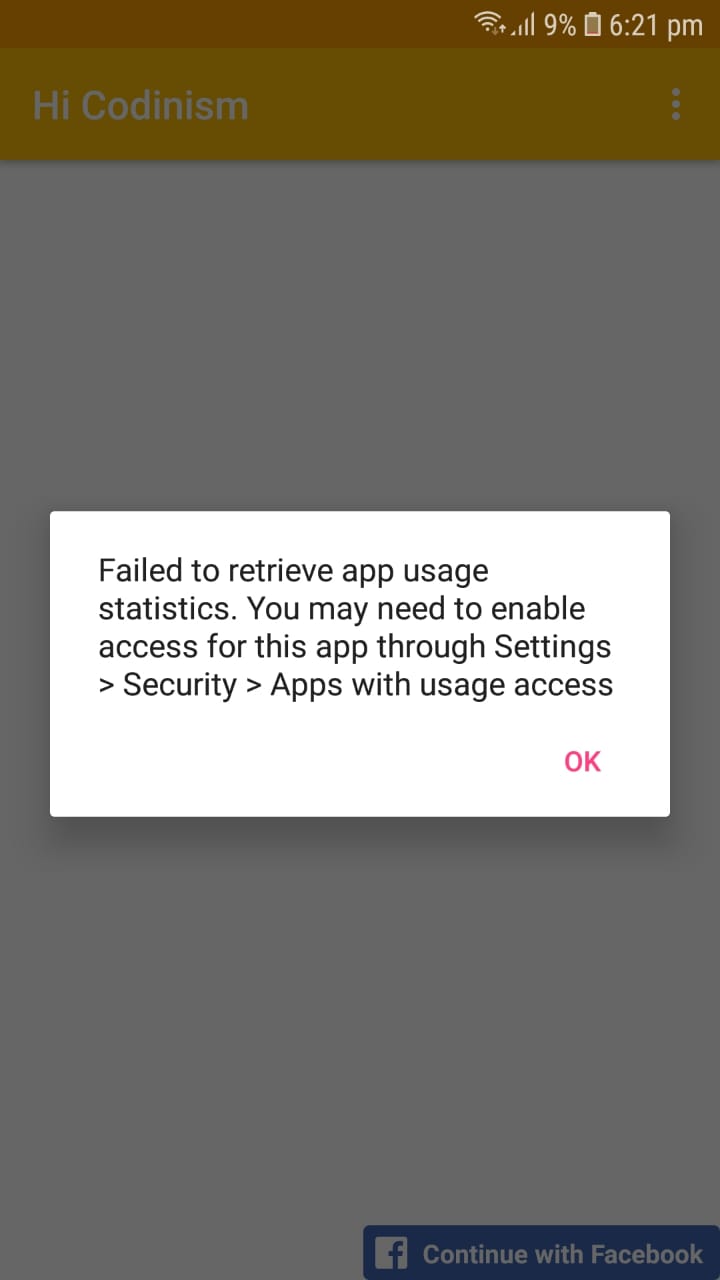 9% 6:21 pm
Hi Codinism
Failed to retrieve app usage
statistics. You may need to enable
access for this app through Settings
> Security > Apps with usage access
OK
Continue with Facebook